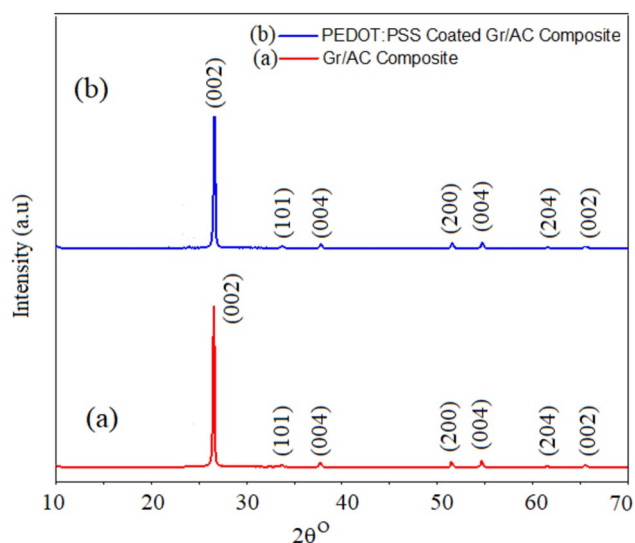 (b) PEDOT:PSS Coated Gr/AC Composite
(a) Gr/AC Composite
(b)
(002)
(101)
(004)
(200)
(004)
(204)
(002)
Intensity (a.u)
(002)
(a)
(101)
(004)
(200)
(004)
(204)
(002)
10 20 30 40 50 60 70
2θ°